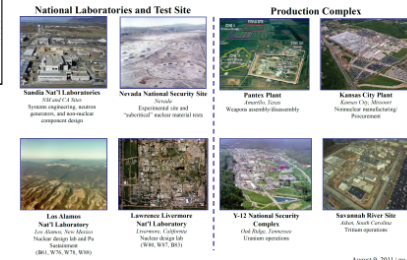 National Laboratories and Test Site
Production Complex
Sandia Nat'l Laboratories
NM and CA Sites
Systems engineering, neutron
generators, and non-nuclear
component design
Nevada National Security Site
Nevada
Experimental site and
"subcritical" nuclear material tests
Pantex Plant
Amarillo, Texas
Weapons assembly/disassembly
Kansas City Plant
Kansas City, Missouri
Nonnuclear manufacturing/
Procurement
Los Alamos
Nat'l Laboratory
Los Alamos, New Mexico
Nuclear design lab and Pu
Sustainment
(B61, W76, W78, W88)
Lawrence Livermore
Nat'l Laboratory
Livermore, California
Nuclear design lab
(W80, W87, B83)
Y-12 National Security
Complex
Oak Ridge, Tennessee
Uranium operations
Savannah River Site
Aiken, South Carolina
Tritium operations
August 9, 2011 |